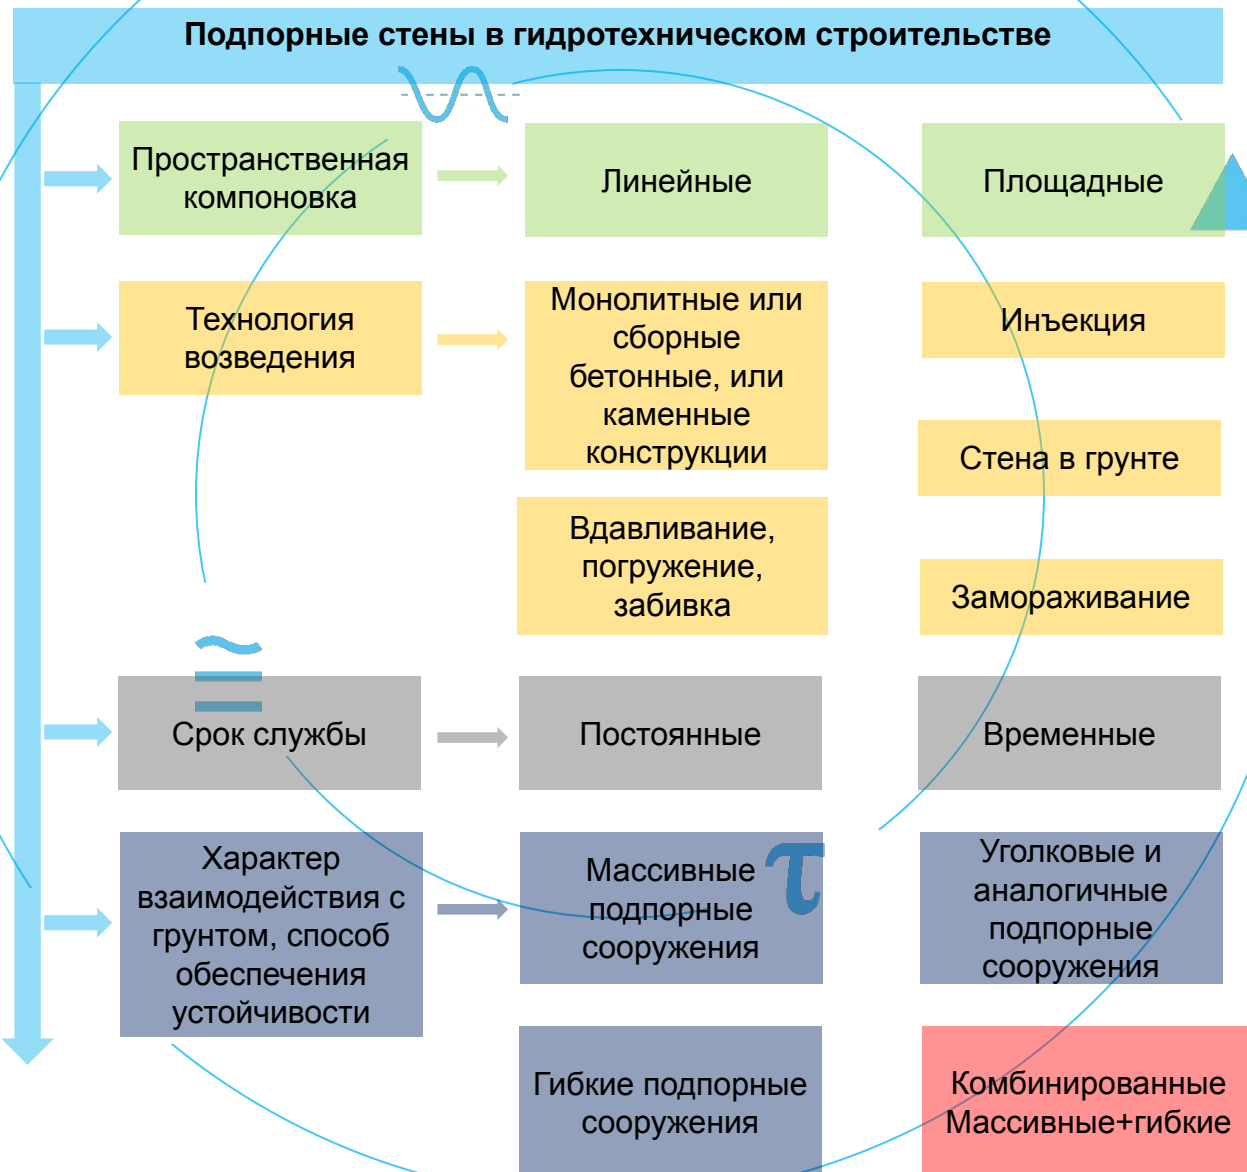 Подпорные стены в гидротехническом строительстве
Пространственная
компоновка
Линейные
Площадные
Технология
возведения
Монолитные или
сборные
бетонные, или
каменные
конструкции
Инъекция
Стена в грунте
Вдавливание,
погружение,
забивка
Замораживание
Срок службы
Постоянные
Временные
Характер
взаимодействия с
грунтом, способ
обеспечения
устойчивости
Массивные
подпорные
сооружения
τ
Уголковые и
аналогичные
подпорные
сооружения
Гибкие подпорные
сооружения
Комбинированные
Массивные+гибкие